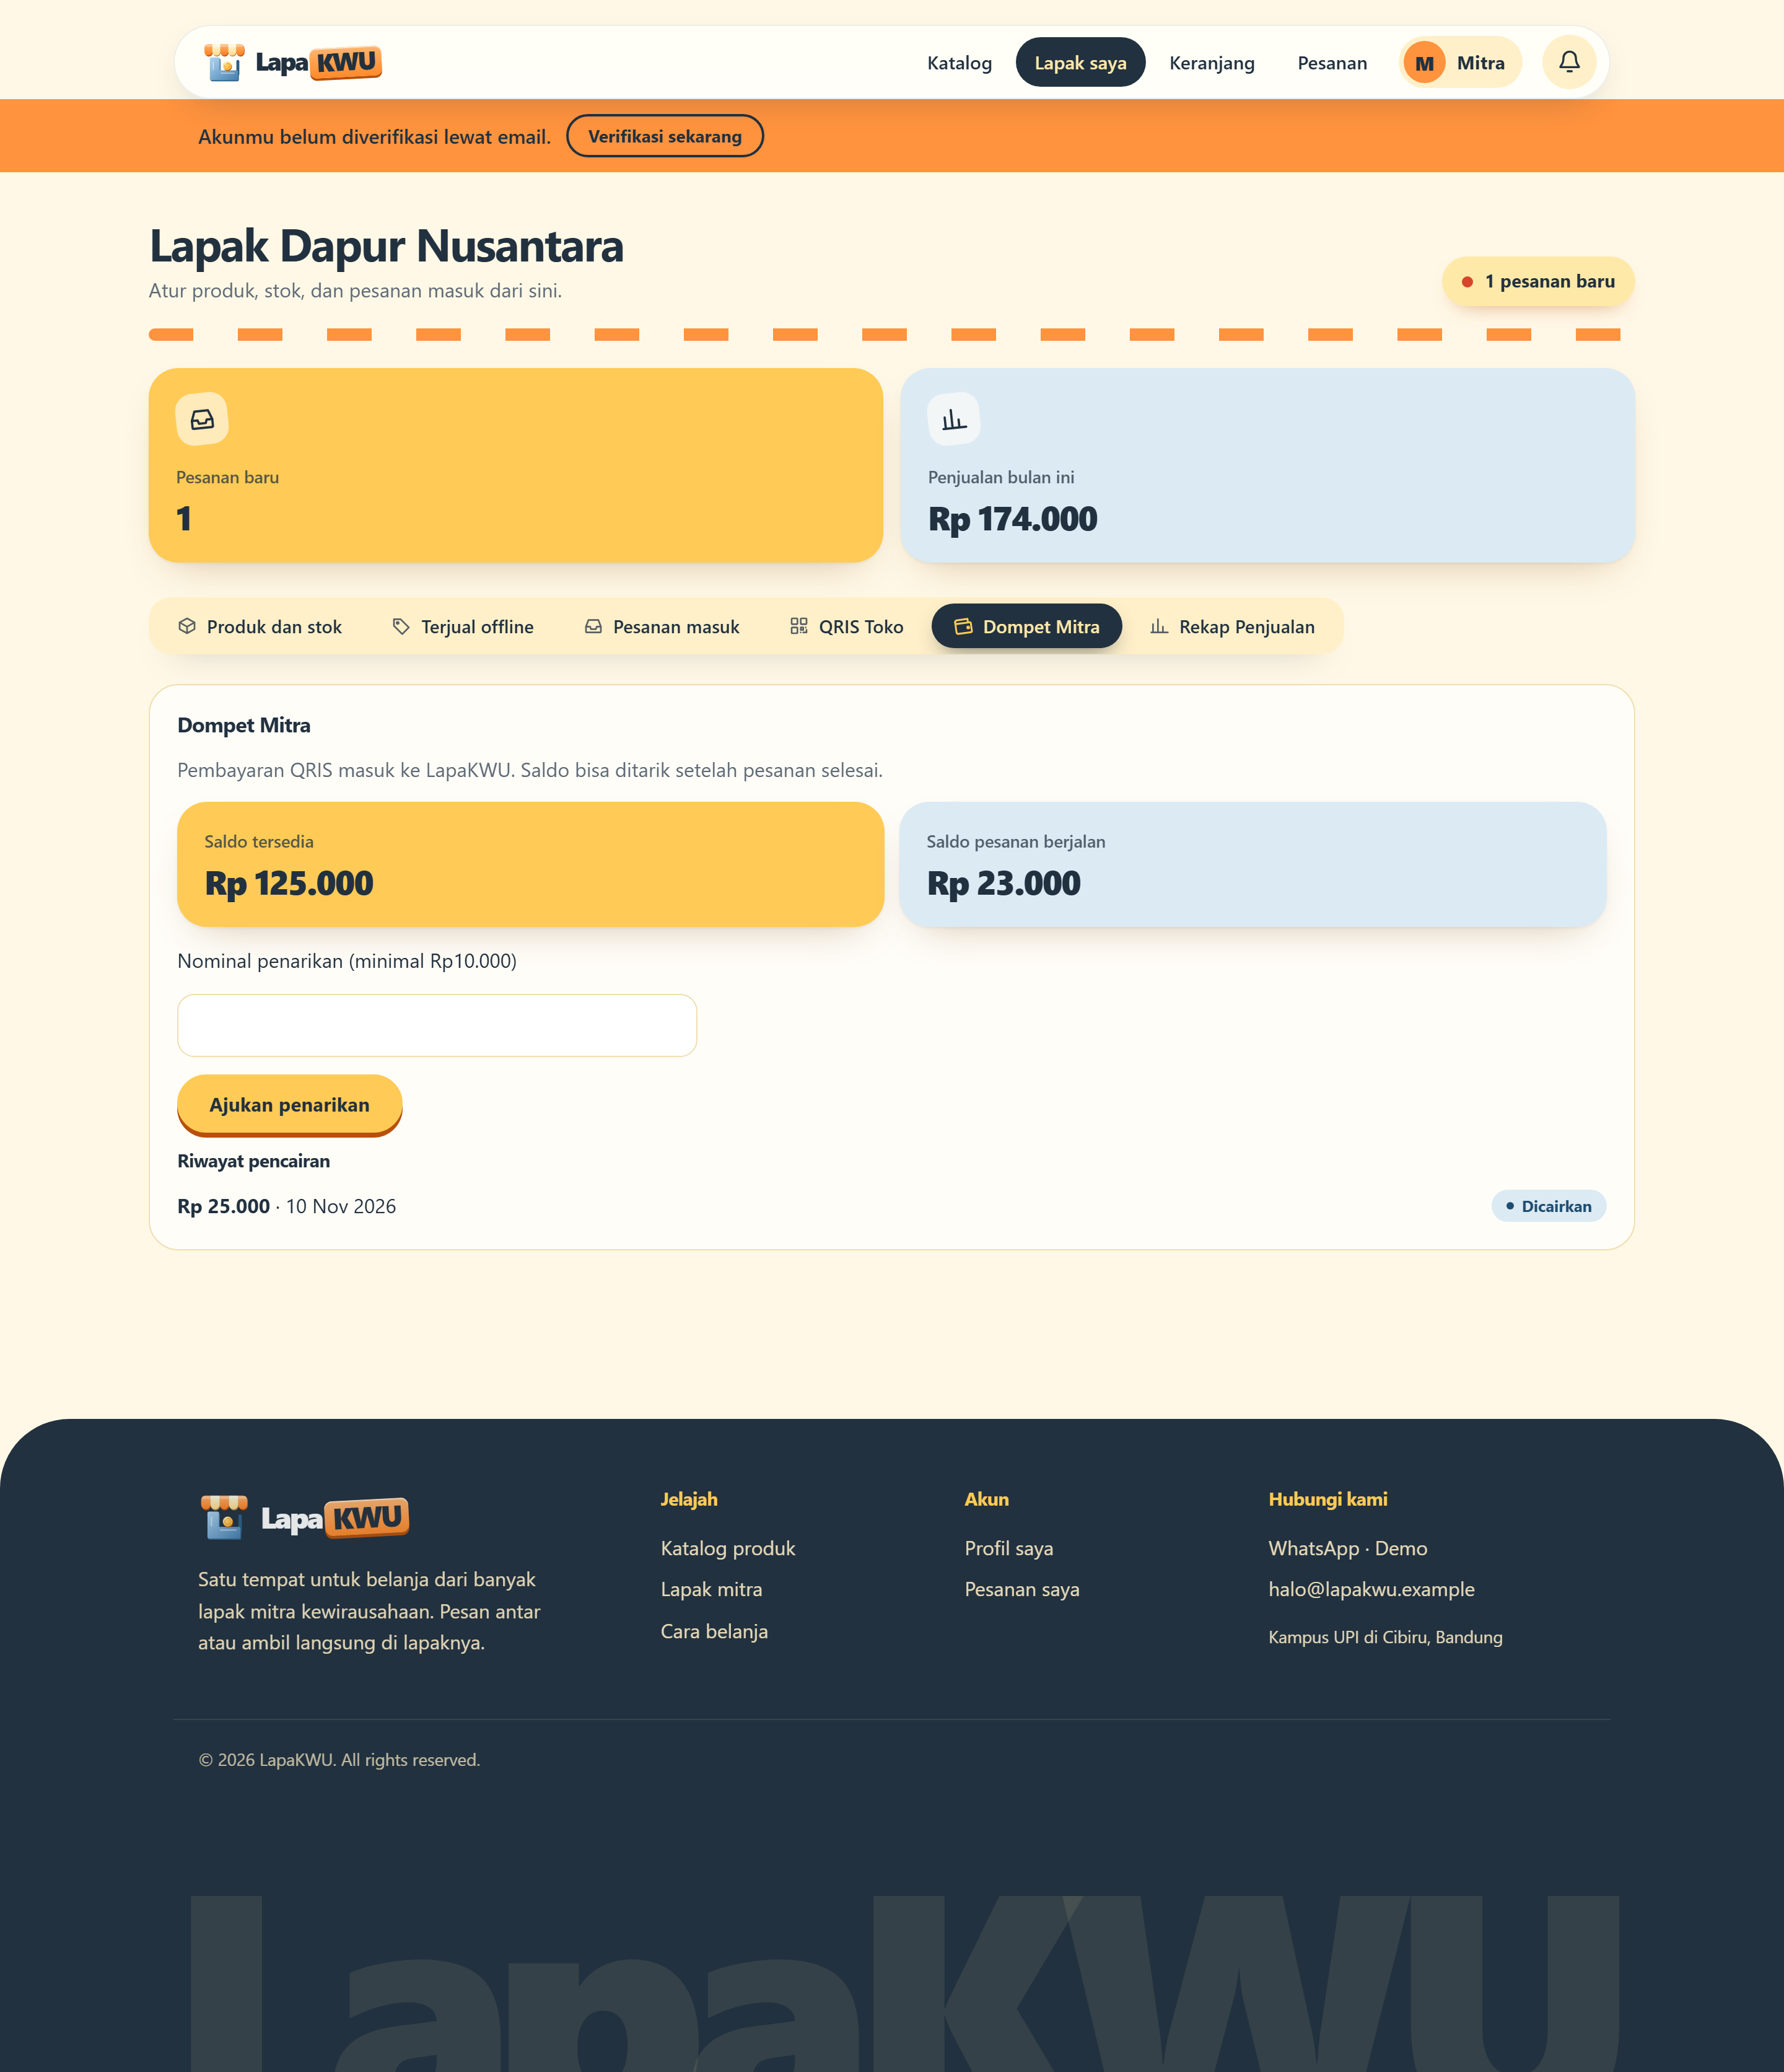 LapaKWU
Katalog
Lapak saya
Keranjang
Pesanan
M
Mitra
Akunmu belum diverifikasi lewat email.
Verifikasi sekarang
Lapak Dapur Nusantara
Atur produk, stok, dan pesanan masuk dari sini.
1 pesanan baru
Pesanan baru
1
Penjualan bulan ini
Rp 174.000
Produk dan stok
Terjual offline
Pesanan masuk
QRIS Toko
Dompet Mitra
Rekap Penjualan
Dompet Mitra
Pembayaran QRIS masuk ke LapaKWU. Saldo bisa ditarik setelah pesanan selesai.
Saldo tersedia
Rp 125.000
Saldo pesanan berjalan
Rp 23.000
Nominal penarikan (minimal Rp10.000)
Ajukan penarikan
Riwayat pencairan
Rp 25.000 · 10 Nov 2026
Dicairkan
LapaKWU
Satu tempat untuk belanja dari banyak
lapak mitra kewirausahaan. Pesan antar
atau ambil langsung di lapaknya.
Jelajah
Katalog produk
Lapak mitra
Cara belanja
Akun
Profil saya
Pesanan saya
Hubungi kami
WhatsApp · Demo
halo@lapakwu.example
Kampus UPI di Cibiru, Bandung
© 2026 LapaKWU. All rights reserved.
LapaKWU